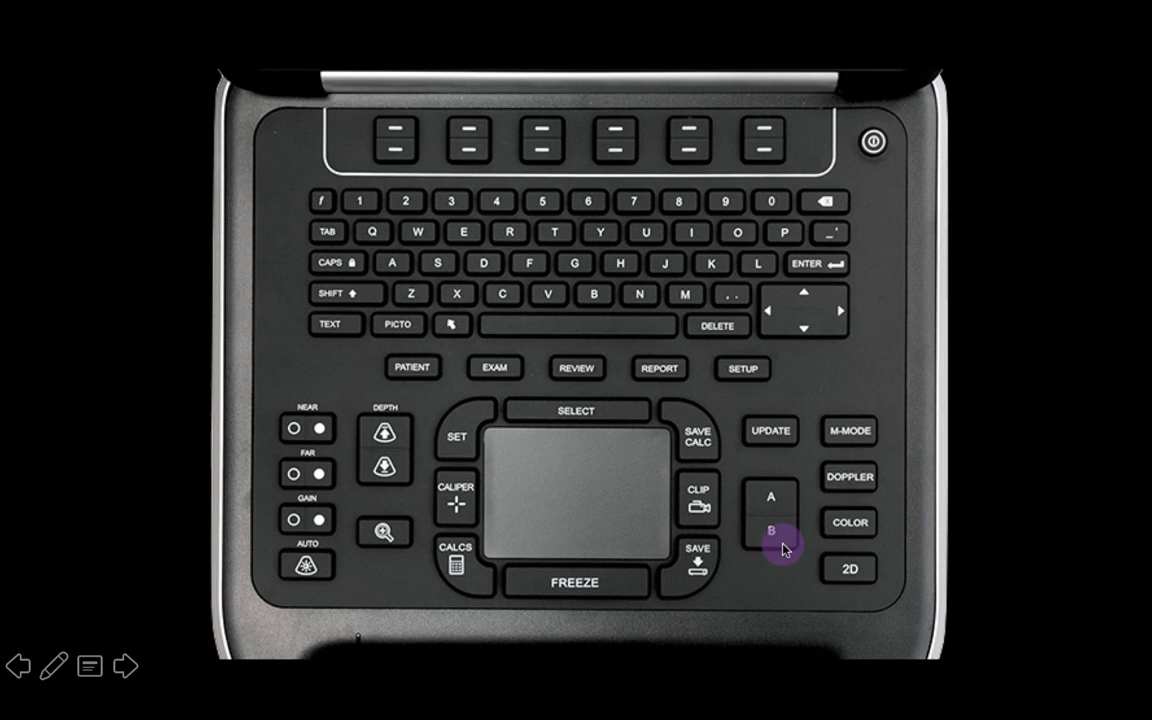 f 1 2 3 4 5 6 7 8 9 0
TAB Q W E R T Y U I O P _ '
CAPS A S D F G H J K L ENTER
SHIFT Z X C V B N M , .
TEXT PICTO DELETE
PATIENT EXAM REVIEW REPORT SETUP
NEAR
FAR
GAIN
AUTO
DEPTH
SELECT
SET
CALIPER
CALCS
FREEZE
SAVE
CALC
CLIP
SAVE
UPDATE
A
B
M-MODE
DOPPLER
COLOR
2D